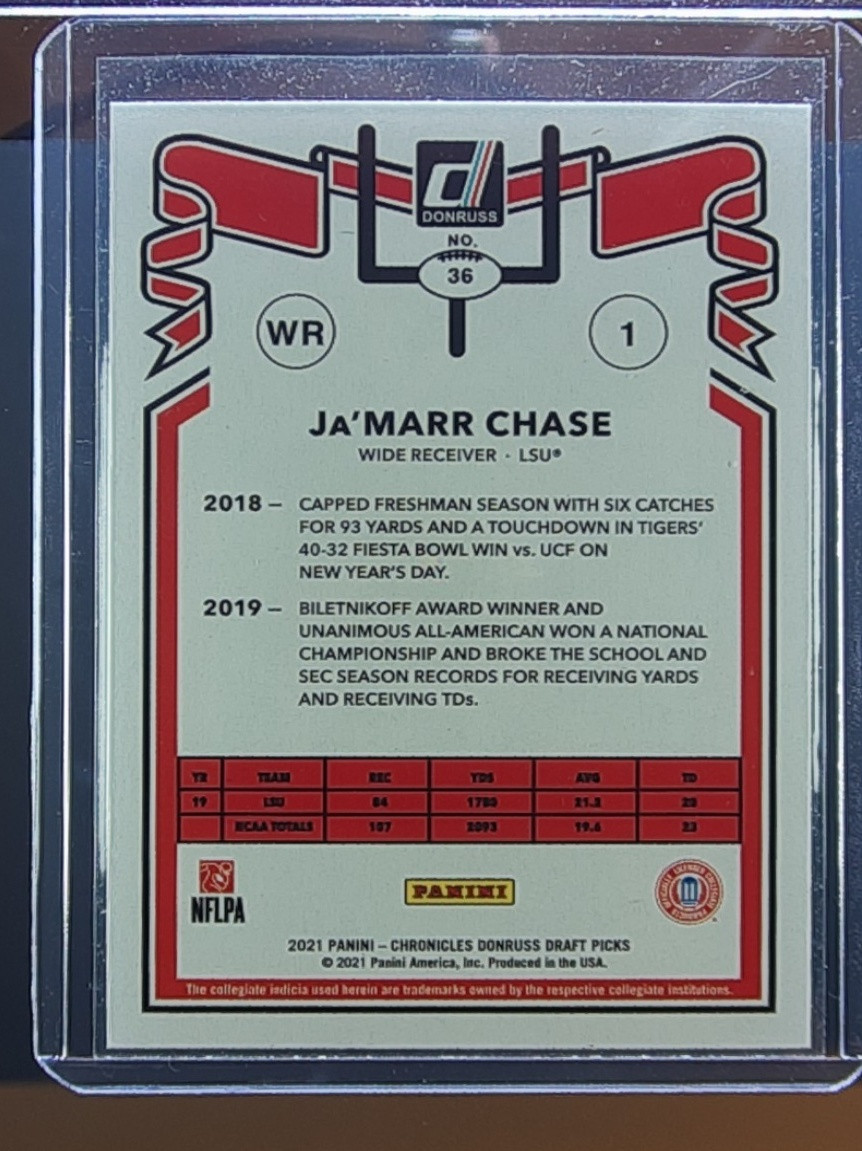 DONRUSS
NO.
36
WR
1
JA'MARR CHASE
WIDE RECEIVER · LSU®
2018 – CAPPED FRESHMAN SEASON WITH SIX CATCHES
FOR 93 YARDS AND A TOUCHDOWN IN TIGERS'
40-32 FIESTA BOWL WIN vs. UCF ON
NEW YEAR'S DAY.
2019 – BILETNIKOFF AWARD WINNER AND
UNANIMOUS ALL-AMERICAN WON A NATIONAL
CHAMPIONSHIP AND BROKE THE SCHOOL AND
SEC SEASON RECORDS FOR RECEIVING YARDS
AND RECEIVING TDs.
YR TEAM REC YDS AVG TD
19 LSU 84 1780 21.2 20
NCAA TOTALS 107 2093 19.6 23
NFLPA
PANINI
OFFICIALLY LICENSED COLLEGIATE PRODUCTS
2021 PANINI – CHRONICLES DONRUSS DRAFT PICKS
© 2021 Panini America, Inc. Produced in the USA.
The collegiate indicia used herein are trademarks owned by the respective collegiate institutions.